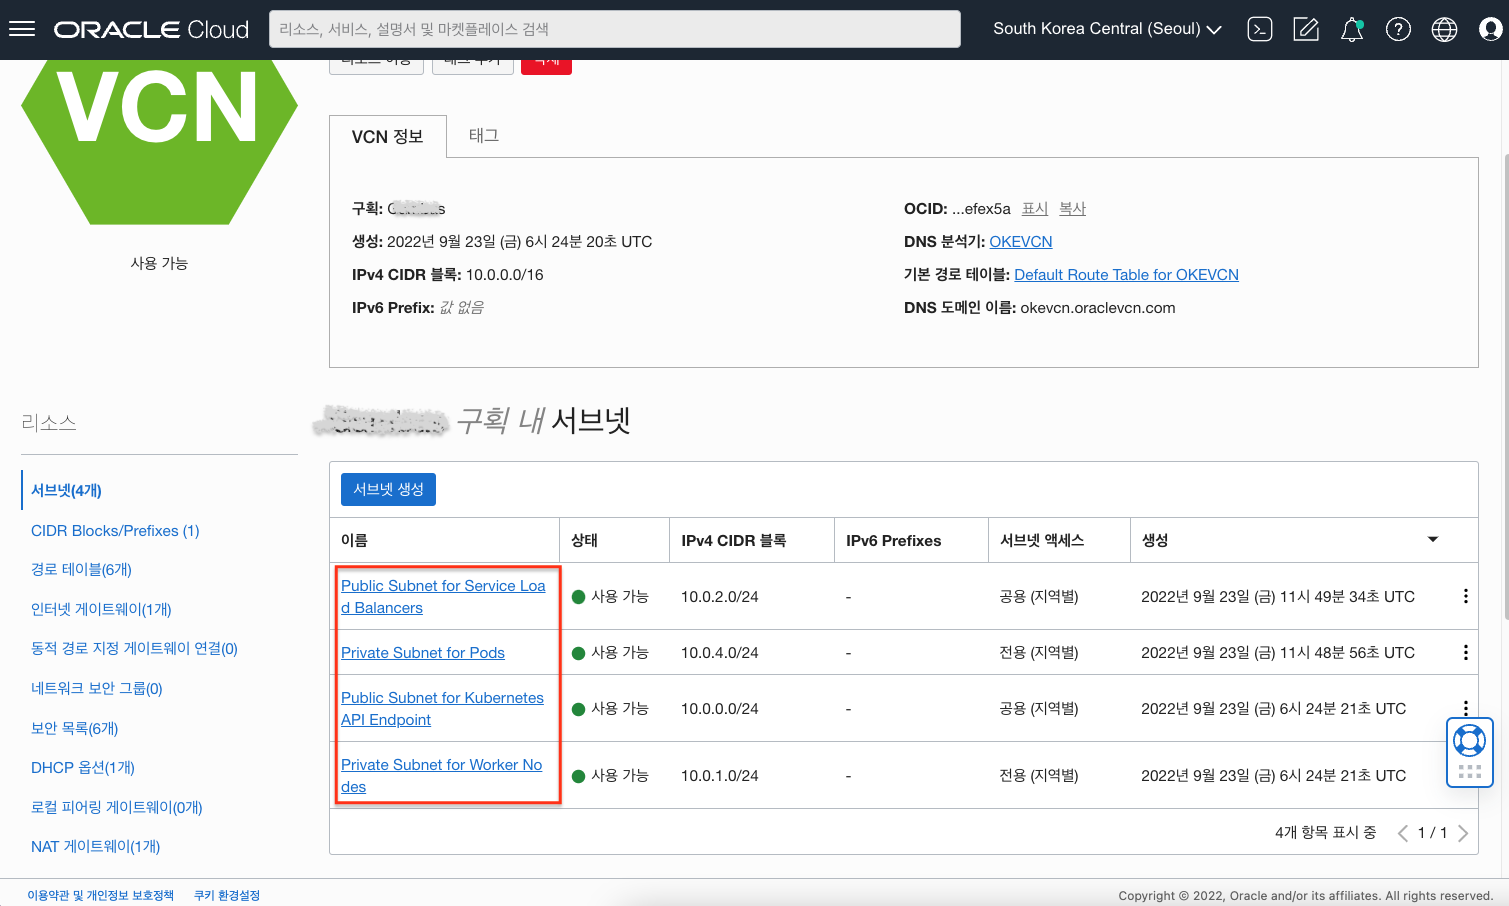 ORACLE Cloud
리소스, 서비스, 설명서 및 마켓플레이스 검색
South Korea Central (Seoul)
VCN
사용 가능
VCN 정보
태그
구획:
생성: 2022년 9월 23일 (금) 6시 24분 20초 UTC
IPv4 CIDR 블록: 10.0.0.0/16
IPv6 Prefix: 값 없음
OCID: ...efex5a 표시 복사
DNS 분석기: OKEVCN
기본 경로 테이블: Default Route Table for OKEVCN
DNS 도메인 이름: okevcn.oraclevcn.com
리소스
서브넷(4개)
CIDR Blocks/Prefixes (1)
경로 테이블(6개)
인터넷 게이트웨이(1개)
동적 경로 지정 게이트웨이 연결(0)
네트워크 보안 그룹(0)
보안 목록(6개)
DHCP 옵션(1개)
로컬 피어링 게이트웨이(0개)
NAT 게이트웨이(1개)
구획 내 서브넷
서브넷 생성
이름 상태 IPv4 CIDR 블록 IPv6 Prefixes 서브넷 액세스 생성
Public Subnet for Service Loa
d Balancers
사용 가능 10.0.2.0/24 - 공용 (지역별) 2022년 9월 23일 (금) 11시 49분 34초 UTC
Private Subnet for Pods 사용 가능 10.0.4.0/24 - 전용 (지역별) 2022년 9월 23일 (금) 11시 48분 56초 UTC
Public Subnet for Kubernetes
API Endpoint
사용 가능 10.0.0.0/24 - 공용 (지역별) 2022년 9월 23일 (금) 6시 24분 21초 UTC
Private Subnet for Worker No
des
사용 가능 10.0.1.0/24 - 전용 (지역별) 2022년 9월 23일 (금) 6시 24분 21초 UTC
4개 항목 표시 중 1 / 1
이용약관 및 개인정보 보호정책 쿠키 환경설정
Copyright © 2022, Oracle and/or its affiliates. All rights reserved.